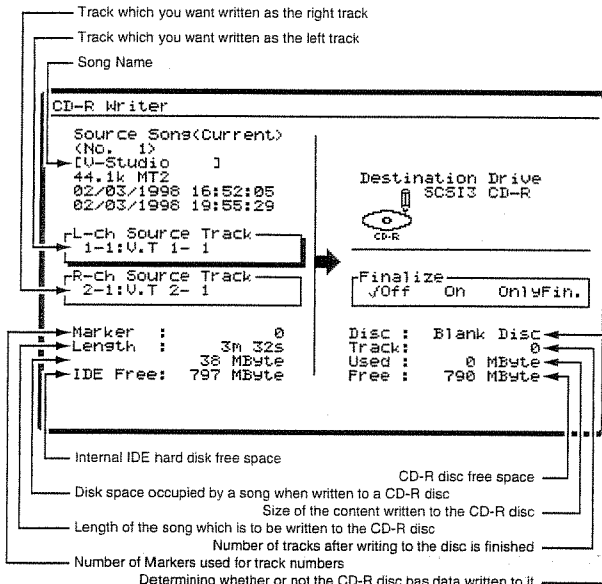 Track which you want written as the right track
Track which you want written as the left track
Song Name
CD-R Writer
Source Song(Current)
(No. 1)
[V-Studio ]
44.1k MT2
02/03/1998 16:52:05
02/03/1998 19:55:29
L-ch Source Track
1-1:V.T 1- 1
R-ch Source Track
2-1:V.T 2- 1
Marker : 0
Length : 3m 32s
38 MByte
IDE Free: 797 MByte
Destination Drive
SCSI3 CD-R
CD-R
Finalize
√Off On OnlyFin.
Disc : Blank Disc
Track: 0
Used : 0 MByte
Free : 790 MByte
Internal IDE hard disk free space
CD-R disc free space
Disk space occupied by a song when written to a CD-R disc
Size of the content written to the CD-R disc
Length of the song which is to be written to the CD-R disc
Number of tracks after writing to the disc is finished
Number of Markers used for track numbers
Determining whether or not the CD-R disc has data written to it